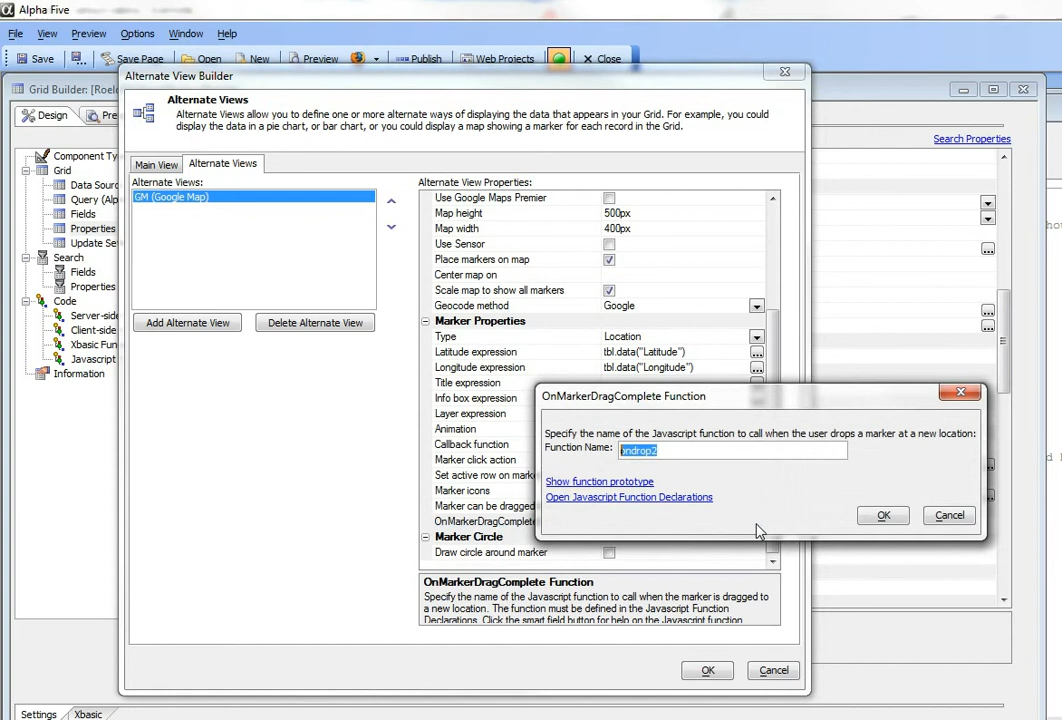 Alpha Five
File View Preview Options Window Help
Save Save Page Open New Preview Publish Web Projects Close
Grid Builder: [Roel
Alternate View Builder
Design Pre
Alternate Views
Alternate Views allow you to define one or more alternate ways of displaying the data that appears in your Grid. For example, you could
display the data in a pie chart, or bar chart, or you could display a map showing a marker for each record in the Grid.
Search Properties
Main View Alternate Views
Component Ty
Grid
Data Sourc
Query (Alp
Fields
Properties
Update Se
Search
Fields
Properties
Code
Server-side
Client-side
Xbasic Fun
Javascript
Information
Alternate Views:
GM (Google Map)
Add Alternate View Delete Alternate View
Alternate View Properties:
Use Google Maps Premier
Map height 500px
Map width 400px
Use Sensor
Place markers on map
Center map on
Scale map to show all markers
Geocode method Google
Marker Properties
Type Location
Latitude expression tbl.data("Latitude")
Longitude expression tbl.data("Longitude")
Title expression
Info box expression
Layer expression
Animation
Callback function
Marker click action
Set active row on mark
Marker icons
Marker can be dragged
OnMarkerDragComplete
Marker Circle
Draw circle around marker
OnMarkerDragComplete Function
Specify the name of the Javascript function to call when the marker is dragged to
a new location. The function must be defined in the Javascript Function
Declarations. Click the smart field button for help on the Javascript function.
OK Cancel
OnMarkerDragComplete Function
Specify the name of the Javascript function to call when the user drops a marker at a new location:
Function Name: ondrop2
Show function prototype
Open Javascript Function Declarations
OK Cancel
Settings Xbasic